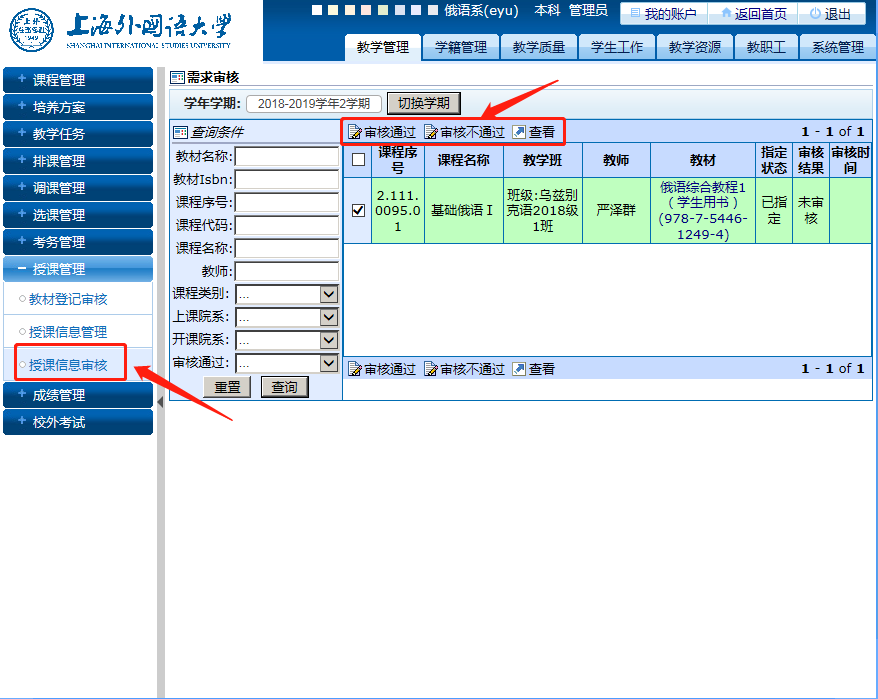 上海外国语大学
SHANGHAI INTERNATIONAL STUDIES UNIVERSITY
1949
俄语系(eyu) 本科 管理员 我的账户 返回首页 退出
教学管理 学籍管理 教学质量 学生工作 教学资源 教职工 系统管理
课程管理
培养方案
教学任务
排课管理
调课管理
选课管理
考务管理
授课管理
教材登记审核
授课信息管理
授课信息审核
成绩管理
校外考试
需求审核
学年学期: 2018-2019学年2学期 切换学期
查询条件
教材名称:
教材Isbn:
课程序号:
课程代码:
课程名称:
教师:
课程类别: ...
上课院系: ...
开课院系: ...
审核通过: ...
重置 查询
审核通过 审核不通过 查看 1 - 1 of 1
课程序号 课程名称 教学班 教师 教材 指定状态 审核结果 审核时间
2.111.
0095.0
1
基础俄语Ⅰ
班级:乌兹别
克语2018级
1班
严泽群
俄语综合教程1
（学生用书）
(978-7-5446-
1249-4)
已指
定
未审
核
审核通过 审核不通过 查看 1 - 1 of 1